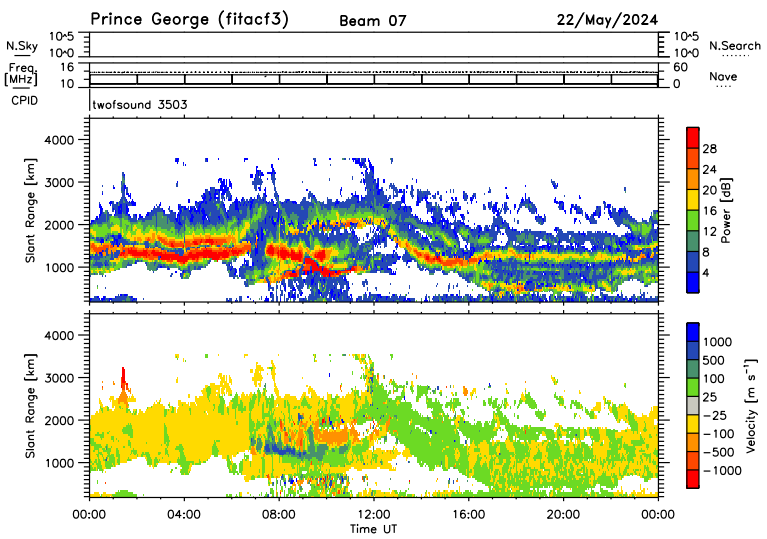 Prince George (fitacf3) Beam 07 22/May/2024
10^5 10^5
N.Sky N.Search
10^0 10^0
Freq. 16 60
[MHz] Nave
10 0
CPID
twofsound 3503
4000
3000
2000
1000
Slant Range [km]
28
24
20
16
12
8
4
Power [dB]
4000
3000
2000
1000
Slant Range [km]
1000
500
100
25
−25
−100
−500
−1000
Velocity [m s⁻¹]
00:00 04:00 08:00 12:00 16:00 20:00 00:00
Time UT